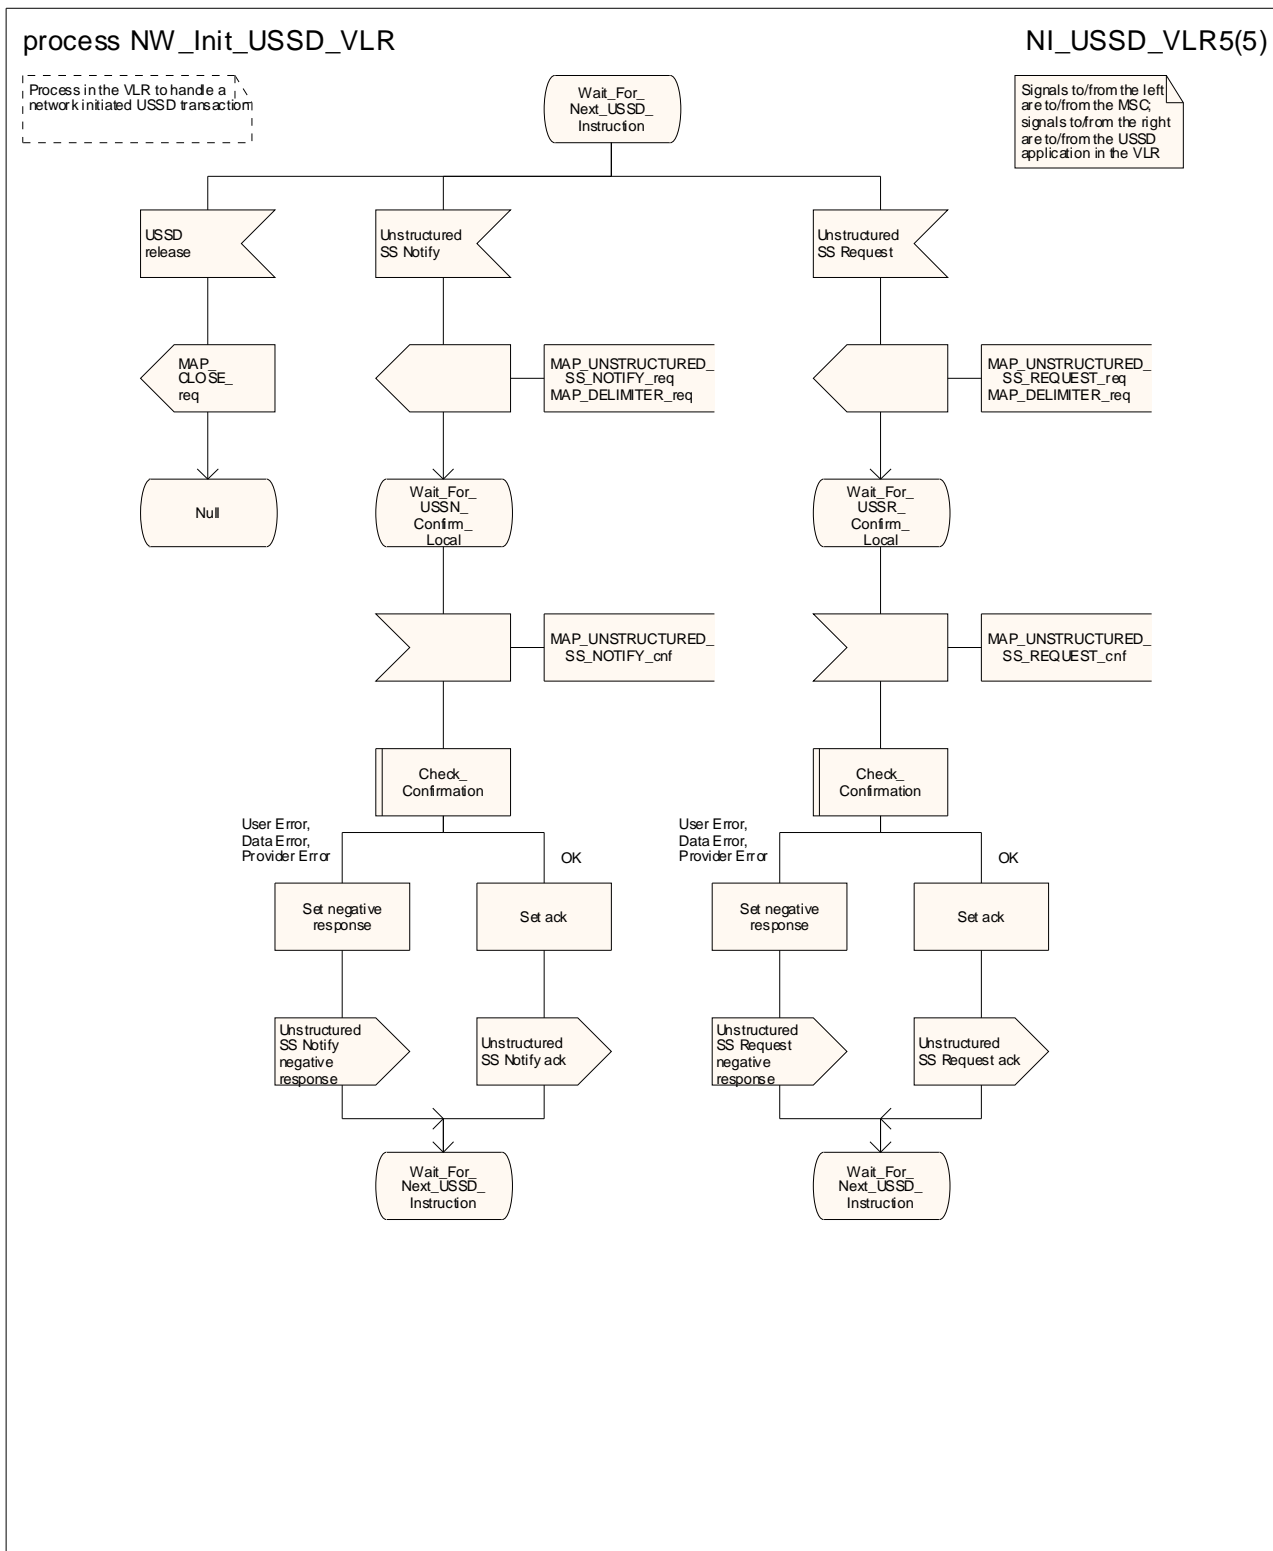 process NW_Init_USSD_VLR
NI_USSD_VLR5(5)
Process in the VLR to handle a
network initiated USSD transaction
Wait_For_
Next_USSD_
Instruction
Signals to/from the left
are to/from the MSC;
signals to/from the right
are to/from the USSD
application in the VLR
USSD
release
Unstructured
SS Notify
Unstructured
SS Request
MAP_
CLOSE_
req
MAP_UNSTRUCTURED_
SS_NOTIFY_req
MAP_DELIMITER_req
MAP_UNSTRUCTURED_
SS_REQUEST_req
MAP_DELIMITER_req
Null
Wait_For_
USSN_
Confirm_
Local
Wait_For_
USSR_
Confirm_
Local
MAP_UNSTRUCTURED_
SS_NOTIFY_cnf
MAP_UNSTRUCTURED_
SS_REQUEST_cnf
Check_
Confirmation
Check_
Confirmation
User Error,
Data Error,
Provider Error
OK
User Error,
Data Error,
Provider Error
OK
Set negative
response
Set ack
Set negative
response
Set ack
Unstructured
SS Notify
negative
response
Unstructured
SS Notify ack
Unstructured
SS Request
negative
response
Unstructured
SS Request ack
Wait_For_
Next_USSD_
Instruction
Wait_For_
Next_USSD_
Instruction